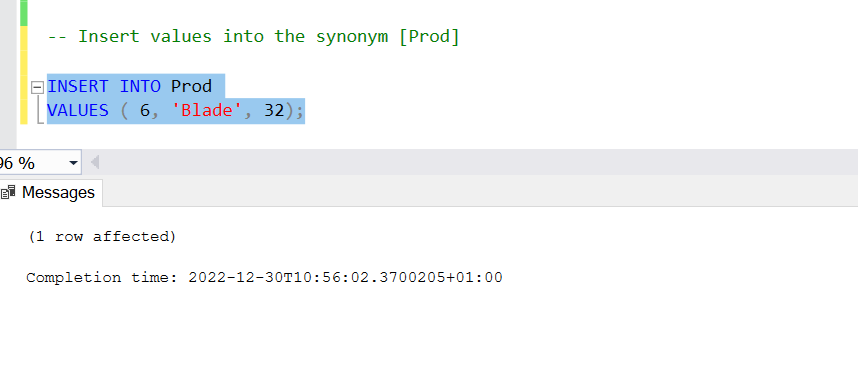 -- Insert values into the synonym [Prod]
INSERT INTO Prod
VALUES ( 6, 'Blade', 32);
96 %
Messages
(1 row affected)
Completion time: 2022-12-30T10:56:02.3700205+01:00